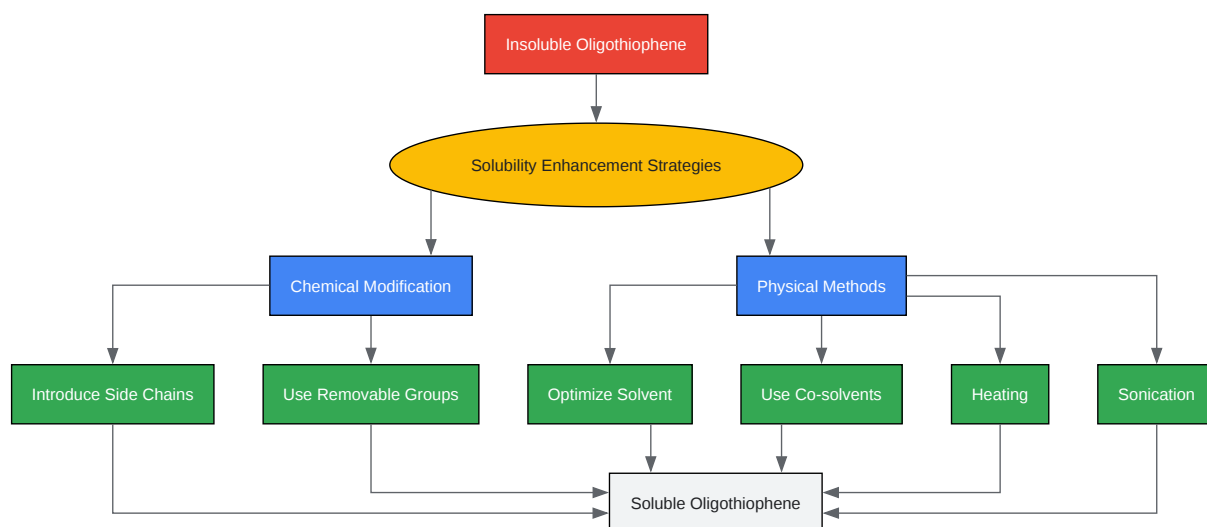 Insoluble Oligothiophene
Solubility Enhancement Strategies
Chemical Modification
Physical Methods
Introduce Side Chains
Use Removable Groups
Optimize Solvent
Use Co-solvents
Heating
Sonication
Soluble Oligothiophene